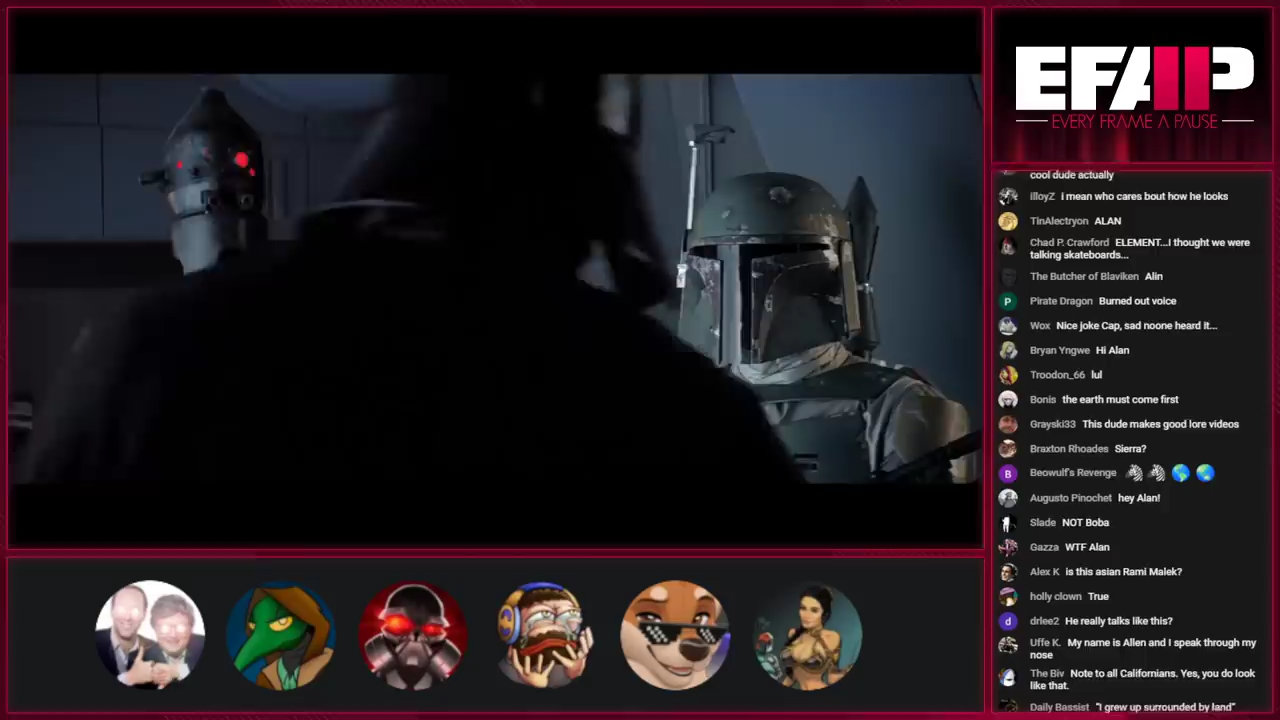 EFAP
EVERY FRAME A PAUSE
cool dude actually
illoyZ i mean who cares bout how he looks
TinAlectryon ALAN
Chad P. Crawford ELEMENT...I thought we were
talking skateboards...
The Butcher of Blaviken Alin
P Pirate Dragon Burned out voice
Wox Nice joke Cap, sad noone heard it...
Bryan Yngwe Hi Alan
Troodon_66 lul
Bonis the earth must come first
Grayski33 This dude makes good lore videos
Braxton Rhoades Sierra?
B Beowulf's Revenge 🦓 🦓 🌎 🌏
Augusto Pinochet hey Alan!
Slade NOT Boba
Gazza WTF Alan
Alex K is this asian Rami Malek?
holly clown True
d drlee2 He really talks like this?
Uffe K. My name is Allen and I speak through my
nose
The Biv Note to all Californians. Yes, you do look
like that.
Daily Bassist "I grew up surrounded by land"